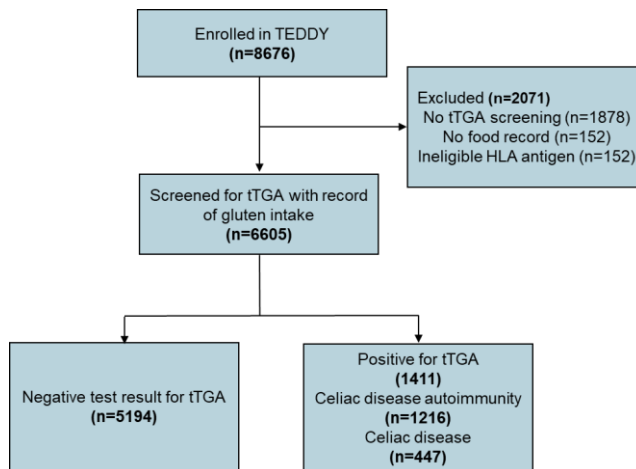 Enrolled in TEDDY
(n=8676)
Excluded (n=2071)
No tTGA screening (n=1878)
No food record (n=152)
Ineligible HLA antigen (n=152)
Screened for tTGA with record
of gluten intake
(n=6605)
Negative test result for tTGA
(n=5194)
Positive for tTGA
(1411)
Celiac disease autoimmunity
(n=1216)
Celiac disease
(n=447)